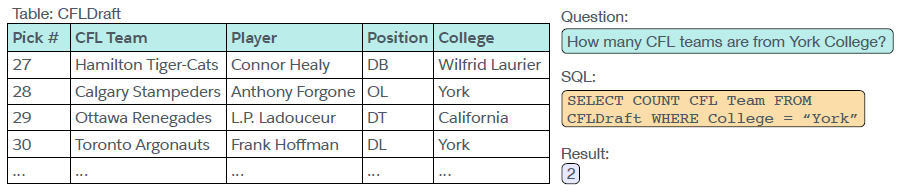 Table: CFLDraft
Pick # CFL Team Player Position College
27 Hamilton Tiger-Cats Connor Healy DB Wilfrid Laurier
28 Calgary Stampeders Anthony Forgone OL York
29 Ottawa Renegades L.P. Ladouceur DT California
30 Toronto Argonauts Frank Hoffman DL York
... ... ... ... ...
Question:
How many CFL teams are from York College?
SQL:
SELECT COUNT CFL Team FROM
CFLDraft WHERE College = “York”
Result:
2